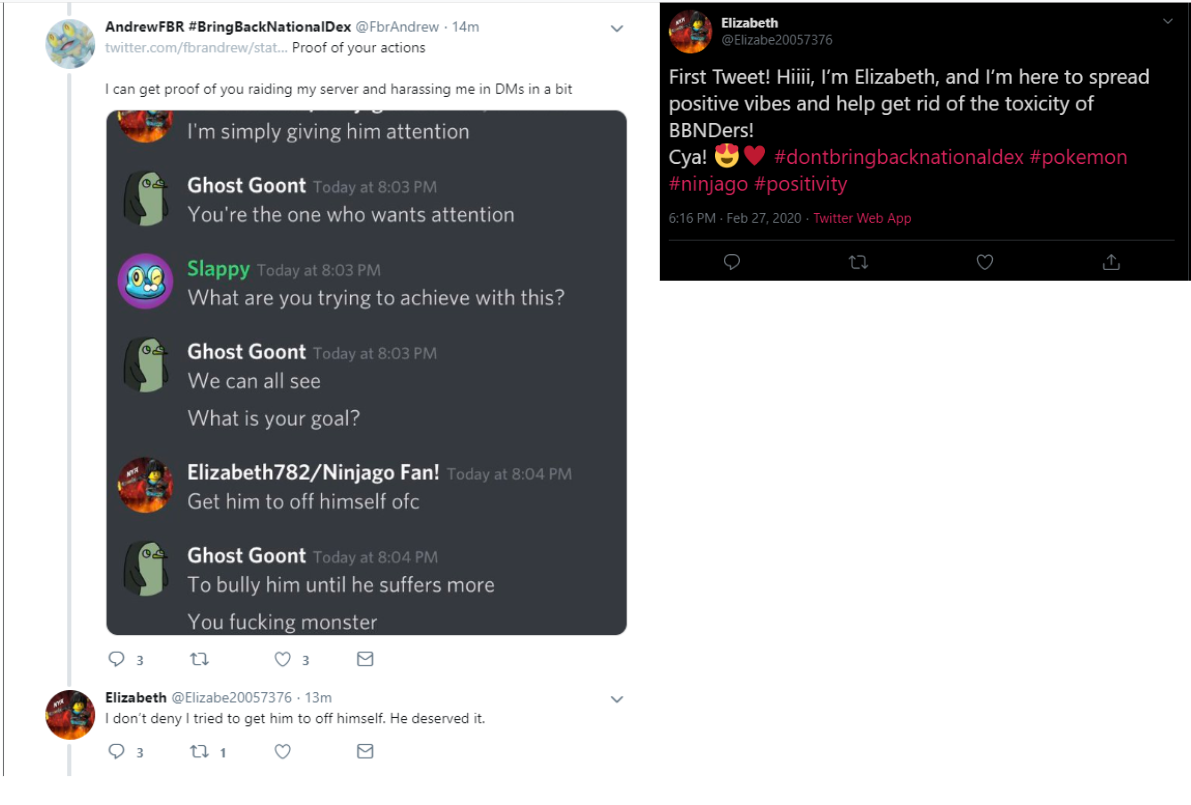 AndrewFBR #BringBackNationalDex @FbrAndrew · 14m
twitter.com/fbrandrew/stat... Proof of your actions
I can get proof of you raiding my server and harassing me in DMs in a bit
I'm simply giving him attention
Ghost Goont Today at 8:03 PM
You're the one who wants attention
Slappy Today at 8:03 PM
What are you trying to achieve with this?
Ghost Goont Today at 8:03 PM
We can all see
What is your goal?
Elizabeth782/Ninjago Fan! Today at 8:04 PM
Get him to off himself ofc
Ghost Goont Today at 8:04 PM
To bully him until he suffers more
You fucking monster
3 3
Elizabeth @Elizabe20057376 · 13m
I don't deny I tried to get him to off himself. He deserved it.
3 1
Elizabeth
@Elizabe20057376
First Tweet! Hiiii, I'm Elizabeth, and I'm here to spread
positive vibes and help get rid of the toxicity of
BBNDers!
Cya! 😍♥ #dontbringbacknationaldex #pokemon
#ninjago #positivity
6:16 PM · Feb 27, 2020 · Twitter Web App